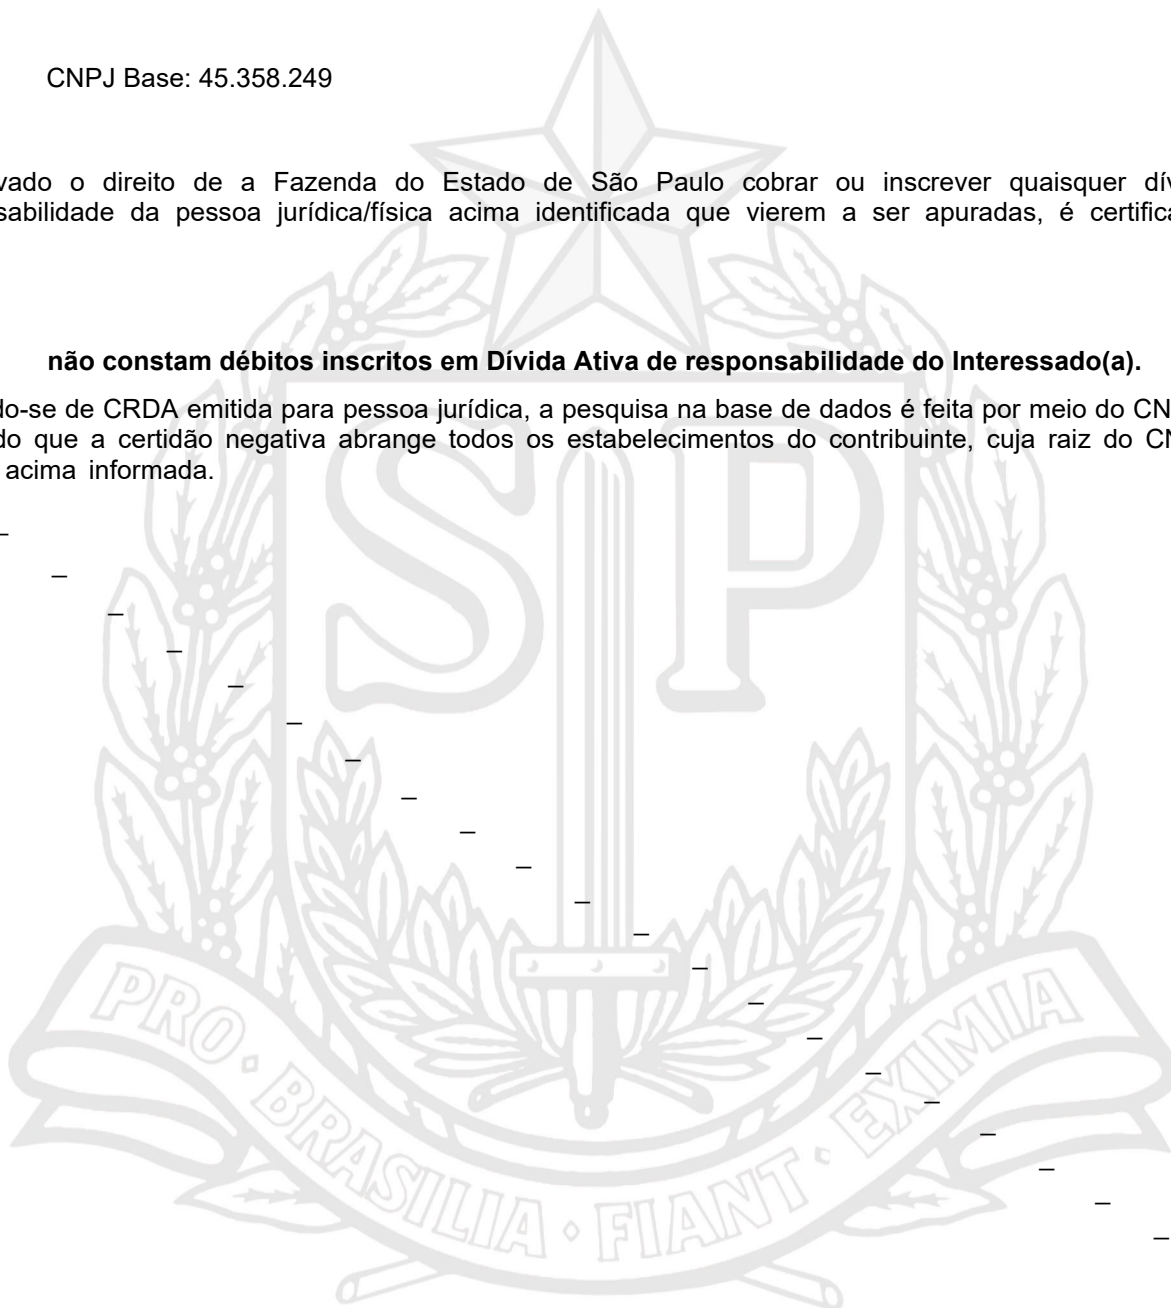 CNPJ Base: 45.358.249
vado o direito de a Fazenda do Estado de São Paulo cobrar ou inscrever quaisquer dív
sabilidade da pessoa jurídica/física acima identificada que vierem a ser apuradas, é certifica
não constam débitos inscritos em Dívida Ativa de responsabilidade do Interessado(a).
do-se de CRDA emitida para pessoa jurídica, a pesquisa na base de dados é feita por meio do CN
do que a certidão negativa abrange todos os estabelecimentos do contribuinte, cuja raiz do CN
acima informada.
SP
PRO • BRASILIA • FIANT • EXIMIA